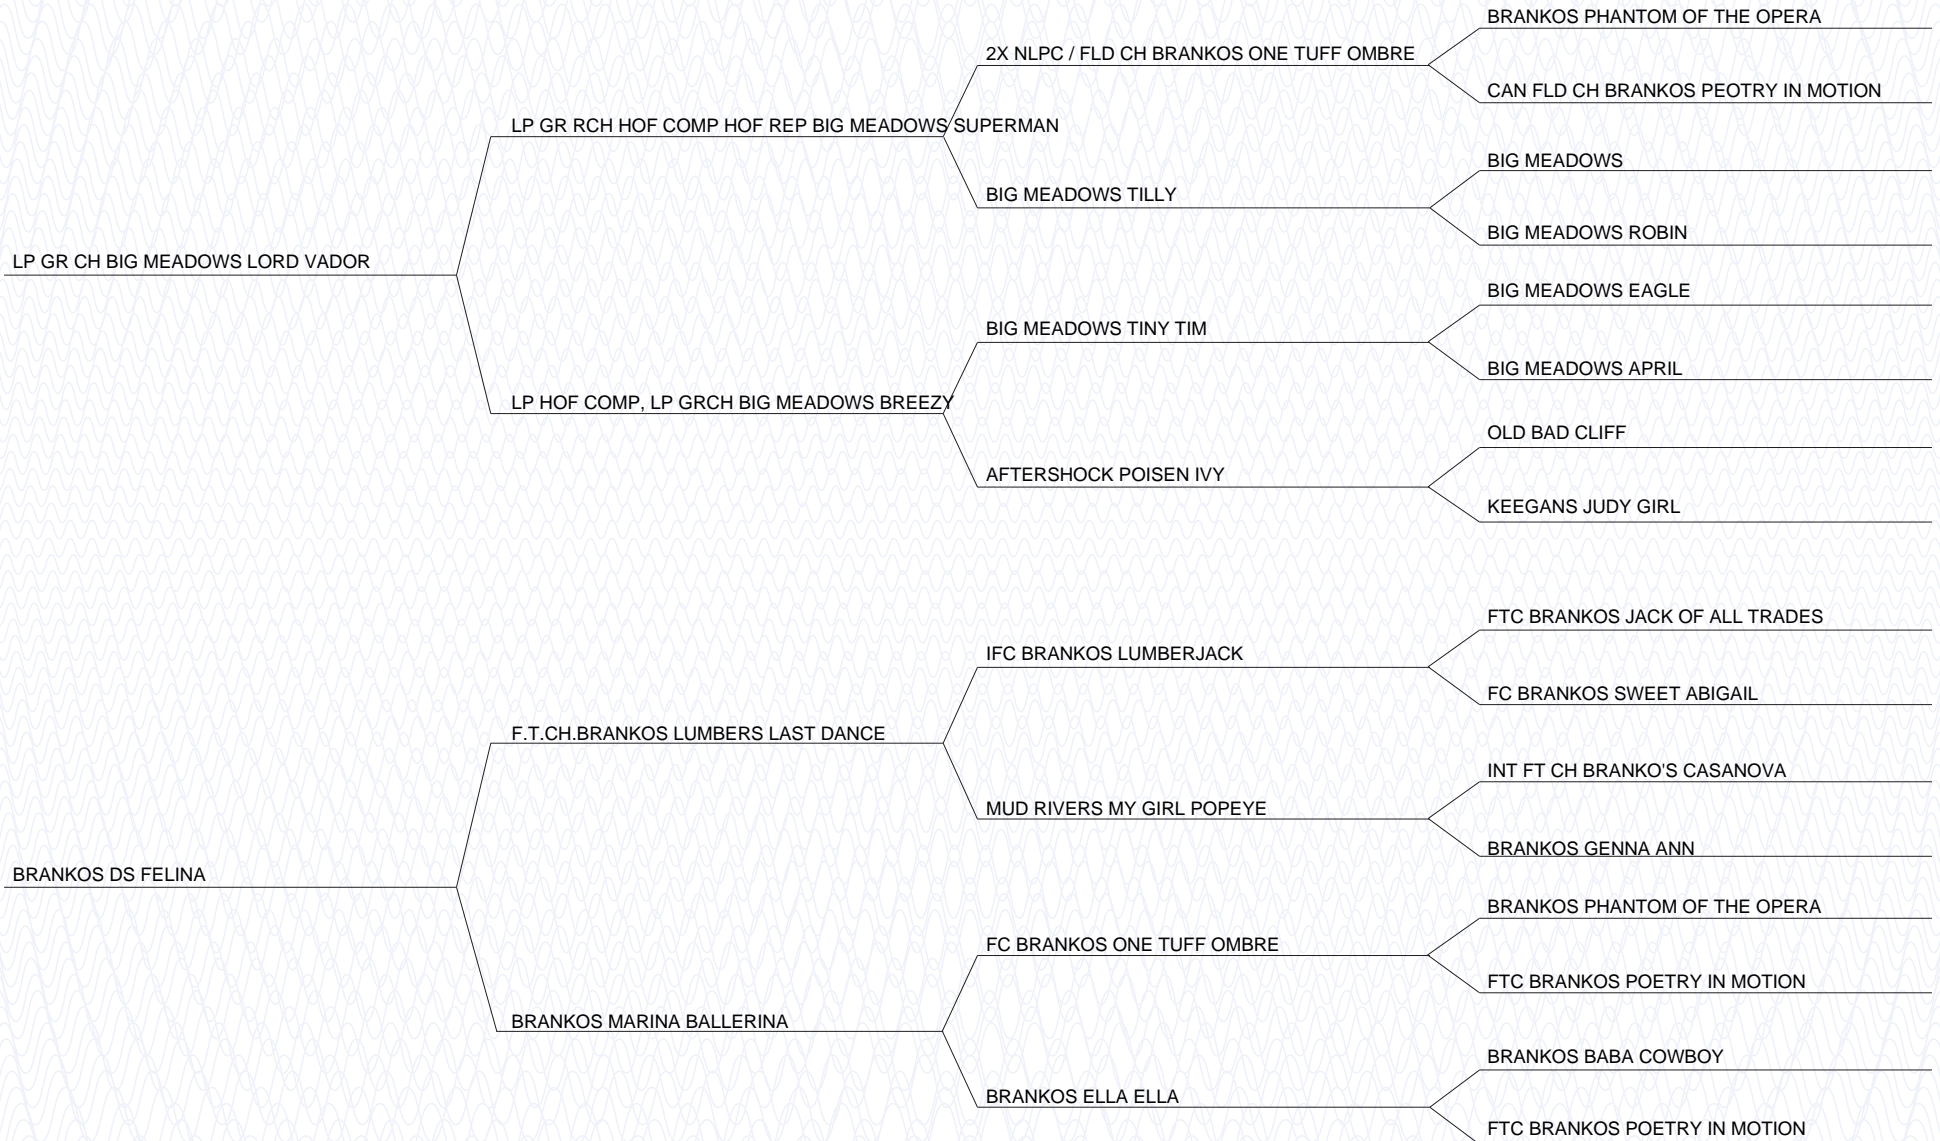 BRANKOS PHANTOM OF THE OPERA
2X NLPC / FLD CH BRANKOS ONE TUFF OMBRE
CAN FLD CH BRANKOS PEOTRY IN MOTION
LP GR RCH HOF COMP HOF REP BIG MEADOWS SUPERMAN
BIG MEADOWS
BIG MEADOWS TILLY
BIG MEADOWS ROBIN
LP GR CH BIG MEADOWS LORD VADOR
BIG MEADOWS EAGLE
BIG MEADOWS TINY TIM
BIG MEADOWS APRIL
LP HOF COMP, LP GRCH BIG MEADOWS BREEZY
OLD BAD CLIFF
AFTERSHOCK POISEN IVY
KEEGANS JUDY GIRL
FTC BRANKOS JACK OF ALL TRADES
IFC BRANKOS LUMBERJACK
FC BRANKOS SWEET ABIGAIL
F.T.CH.BRANKOS LUMBERS LAST DANCE
INT FT CH BRANKO'S CASANOVA
MUD RIVERS MY GIRL POPEYE
BRANKOS GENNA ANN
BRANKOS DS FELINA
BRANKOS PHANTOM OF THE OPERA
FC BRANKOS ONE TUFF OMBRE
FTC BRANKOS POETRY IN MOTION
BRANKOS MARINA BALLERINA
BRANKOS BABA COWBOY
BRANKOS ELLA ELLA
FTC BRANKOS POETRY IN MOTION